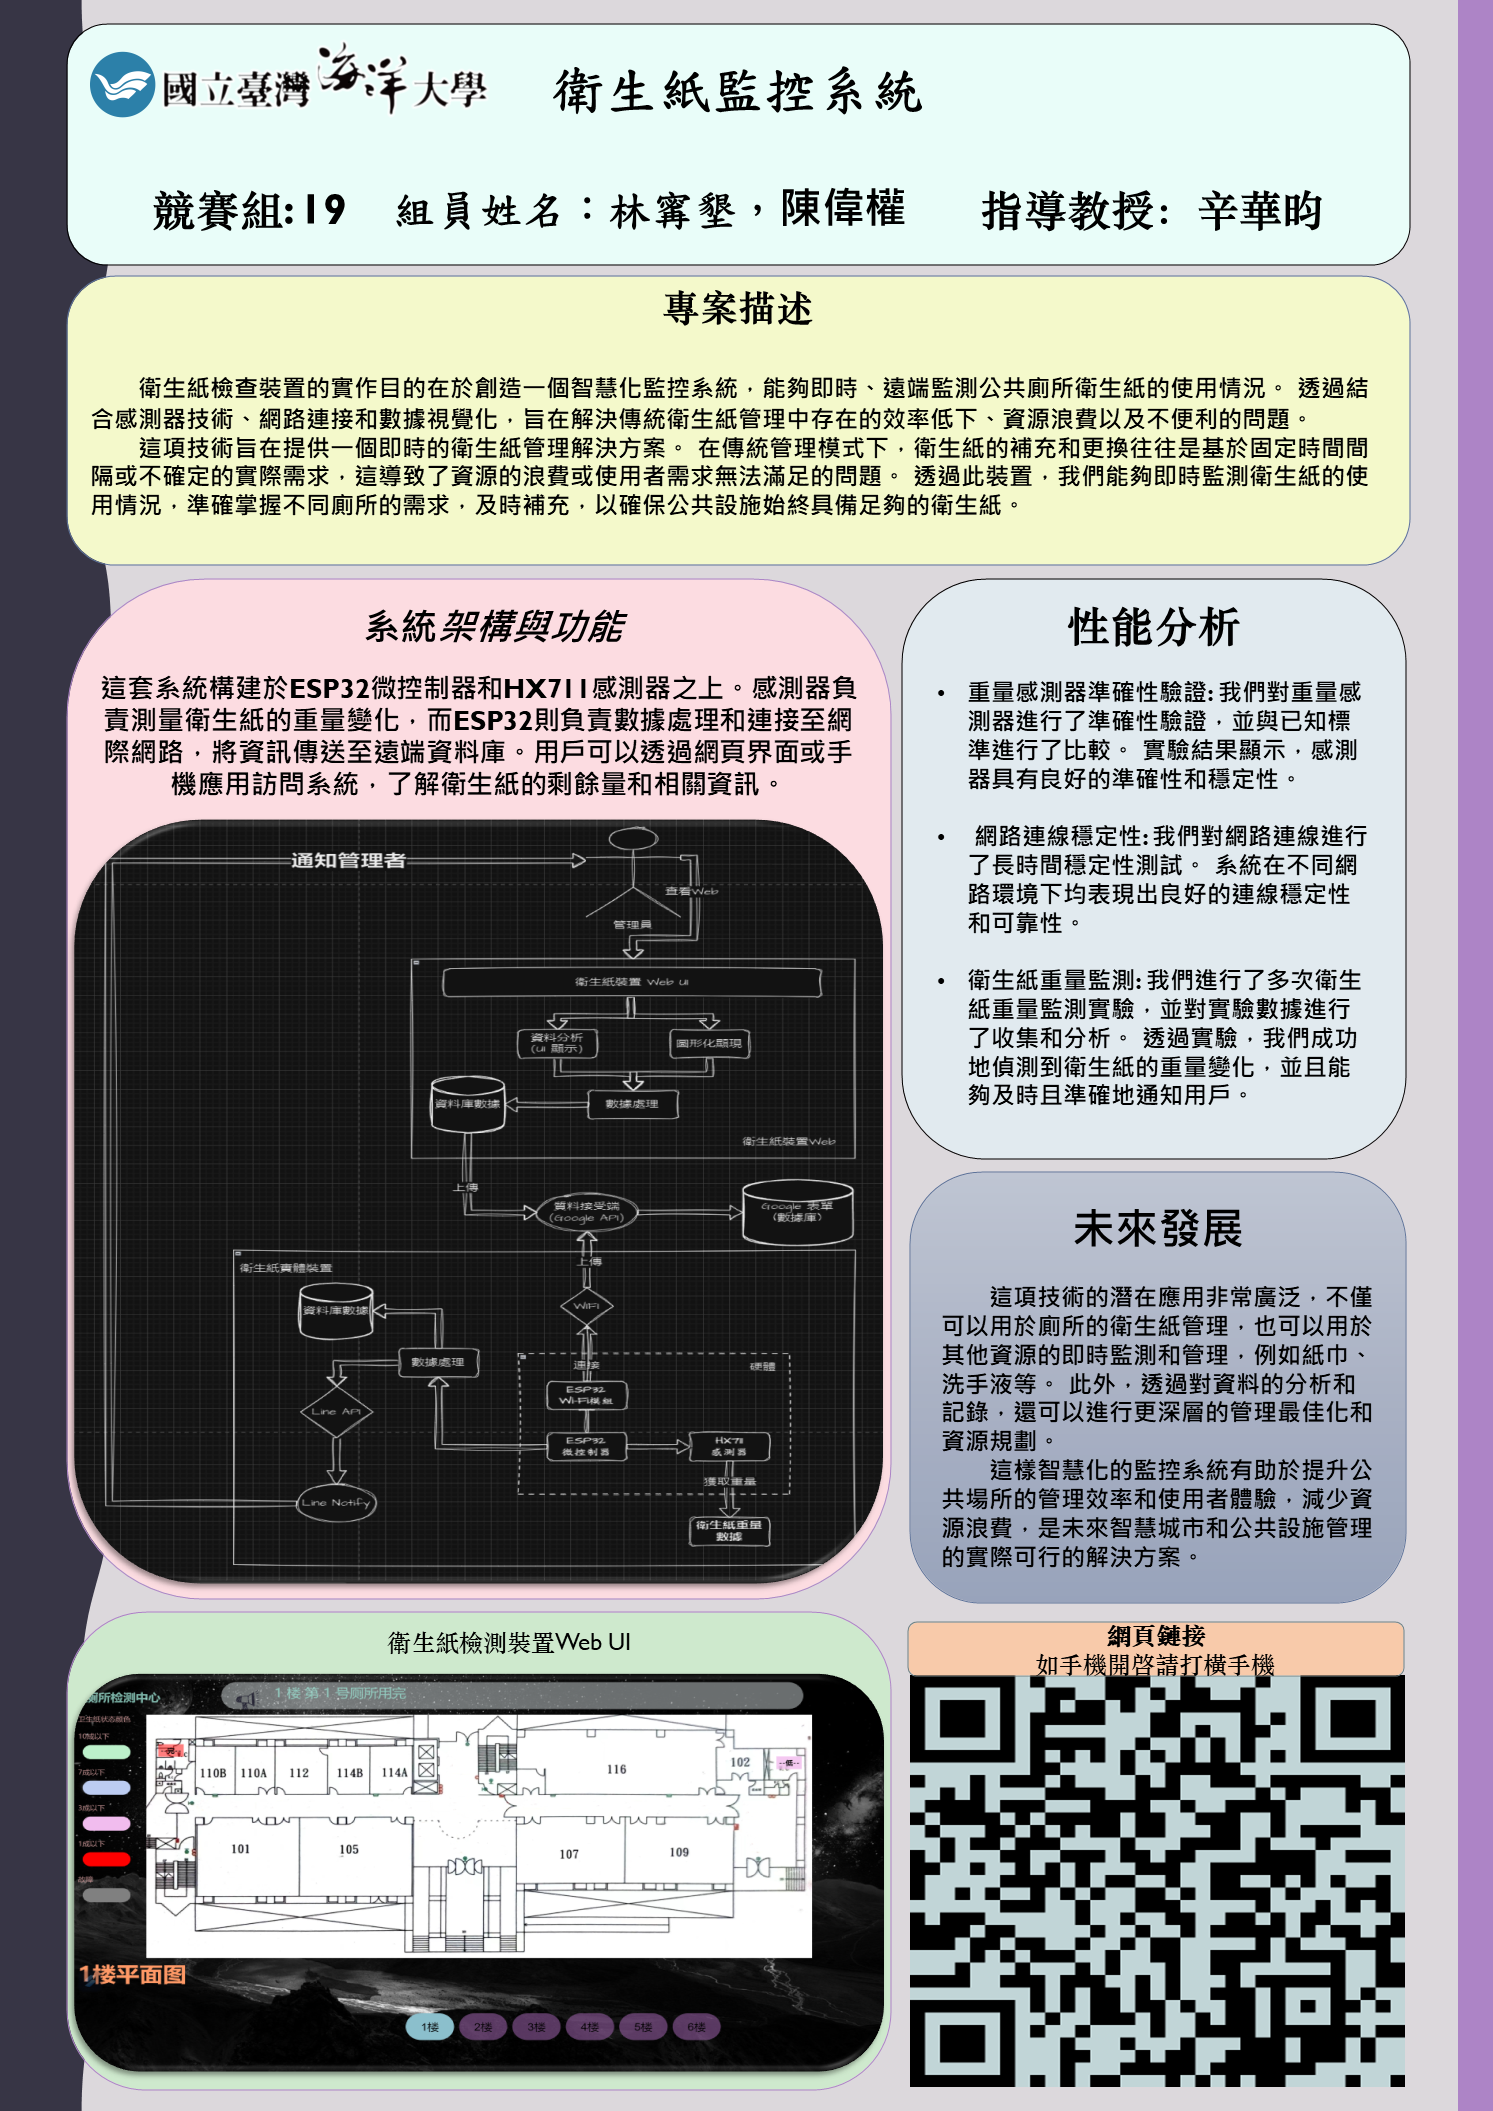 國立臺灣海洋大學
衛生紙監控系統
競賽組:19 組員姓名：林寗墾，陳偉權 指導教授: 辛華昀
專案描述
衛生紙檢查裝置的實作目的在於創造一個智慧化監控系統，能夠即時、遠端監測公共廁所衛生紙的使用情況。 透過結
合感測器技術、網路連接和數據視覺化，旨在解決傳統衛生紙管理中存在的效率低下、資源浪費以及不便利的問題。
這項技術旨在提供一個即時的衛生紙管理解決方案。 在傳統管理模式下，衛生紙的補充和更換往往是基於固定時間間
隔或不確定的實際需求，這導致了資源的浪費或使用者需求無法滿足的問題。 透過此裝置，我們能夠即時監測衛生紙的使
用情況，準確掌握不同廁所的需求，及時補充，以確保公共設施始終具備足夠的衛生紙。
系統架構與功能
這套系統構建於ESP32微控制器和HX711感測器之上。感測器負
責測量衛生紙的重量變化，而ESP32則負責數據處理和連接至網
際網路，將資訊傳送至遠端資料庫。用戶可以透過網頁界面或手
機應用訪問系統，了解衛生紙的剩餘量和相關資訊。
通知管理者
查看Web
管理員
衛生紙裝置 Web UI
資料分析
(UI 顯示)
圖形化顯現
資料庫數據
數據處理
衛生紙裝置Web
上傳
資料接受端
(Google API)
Google 表單
(數據庫)
上傳
衛生紙實體裝置
資料庫數據
WIFI
數據處理
連接
硬體
ESP32
Wi-Fi模組
Line API
ESP32
微控制器
HX711
感測器
獲取重量
Line Notify
衛生紙重量
數據
性能分析
• 重量感測器準確性驗證:我們對重量感
測器進行了準確性驗證，並與已知標
準進行了比較。 實驗結果顯示，感測
器具有良好的準確性和穩定性。
• 網路連線穩定性:我們對網路連線進行
了長時間穩定性測試。 系統在不同網
路環境下均表現出良好的連線穩定性
和可靠性。
• 衛生紙重量監測:我們進行了多次衛生
紙重量監測實驗，並對實驗數據進行
了收集和分析。 透過實驗，我們成功
地偵測到衛生紙的重量變化，並且能
夠及時且準確地通知用戶。
未來發展
這項技術的潛在應用非常廣泛，不僅
可以用於廁所的衛生紙管理，也可以用於
其他資源的即時監測和管理，例如紙巾、
洗手液等。 此外，透過對資料的分析和
記錄，還可以進行更深層的管理最佳化和
資源規劃。
這樣智慧化的監控系統有助於提升公
共場所的管理效率和使用者體驗，減少資
源浪費，是未來智慧城市和公共設施管理
的實際可行的解決方案。
衛生紙檢測裝置Web UI
厕所检测中心
1 楼 第 1 号厕所用完
卫生纸状态颜色
10成以下
7成以下
3成以下
1成以下
故障
110B 110A 112 114B 114A
116
102
--低--
101 105
107 109
1楼平面图
1楼 2楼 3楼 4楼 5楼 6楼
網頁鏈接
如手機開啓請打橫手機